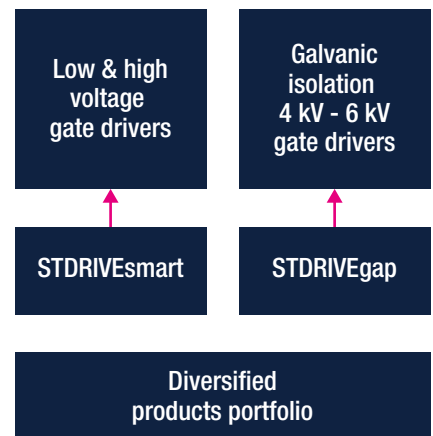 Low & high
voltage
gate drivers
Galvanic
isolation
4 kV - 6 kV
gate drivers
STDRIVEsmart
STDRIVEgap
Diversified
products portfolio